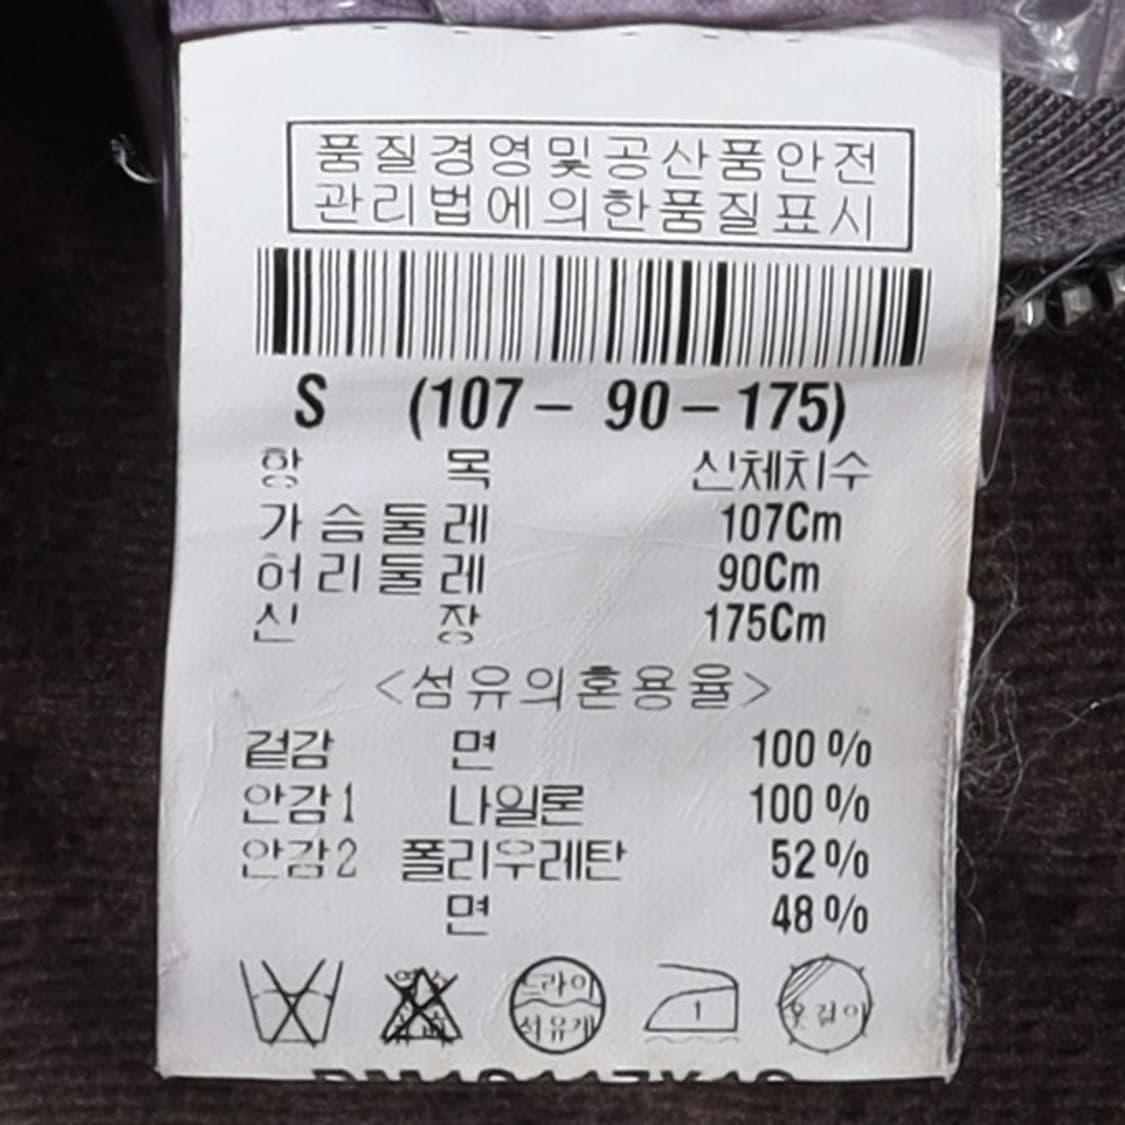 품질경영및공산품안전
관리법에의한품질표시
S (107 – 90 – 175)
항 목 신체치수
가슴둘레 107Cm
허리둘레 90Cm
신 장 175Cm
<섬유의혼용율>
겉감 면 100%
안감1 나일론 100%
안감2 폴리우레탄 52%
면 48%
드라이
석유계
1
옷걸이